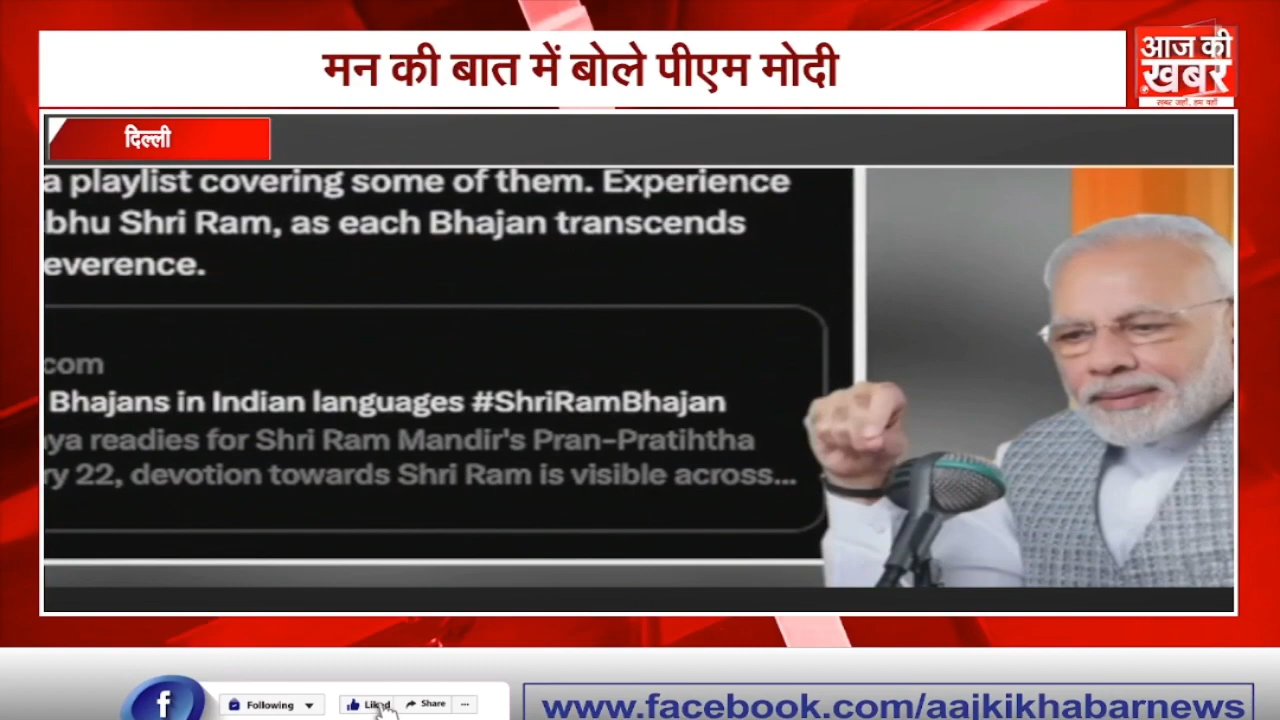 मन की बात में बोले पीएम मोदी
आज की
ख़बर
दिल्ली
a playlist covering some of them. Experience
bhu Shri Ram, as each Bhajan transcends
everence.
com
Bhajans in Indian languages #ShriRamBhajan
ya readies for Shri Ram Mandir's Pran-Pratihtha
ry 22, devotion towards Shri Ram is visible across...
f
Following
Liked
Share
...
www.facebook.com/aajkikhabarnews